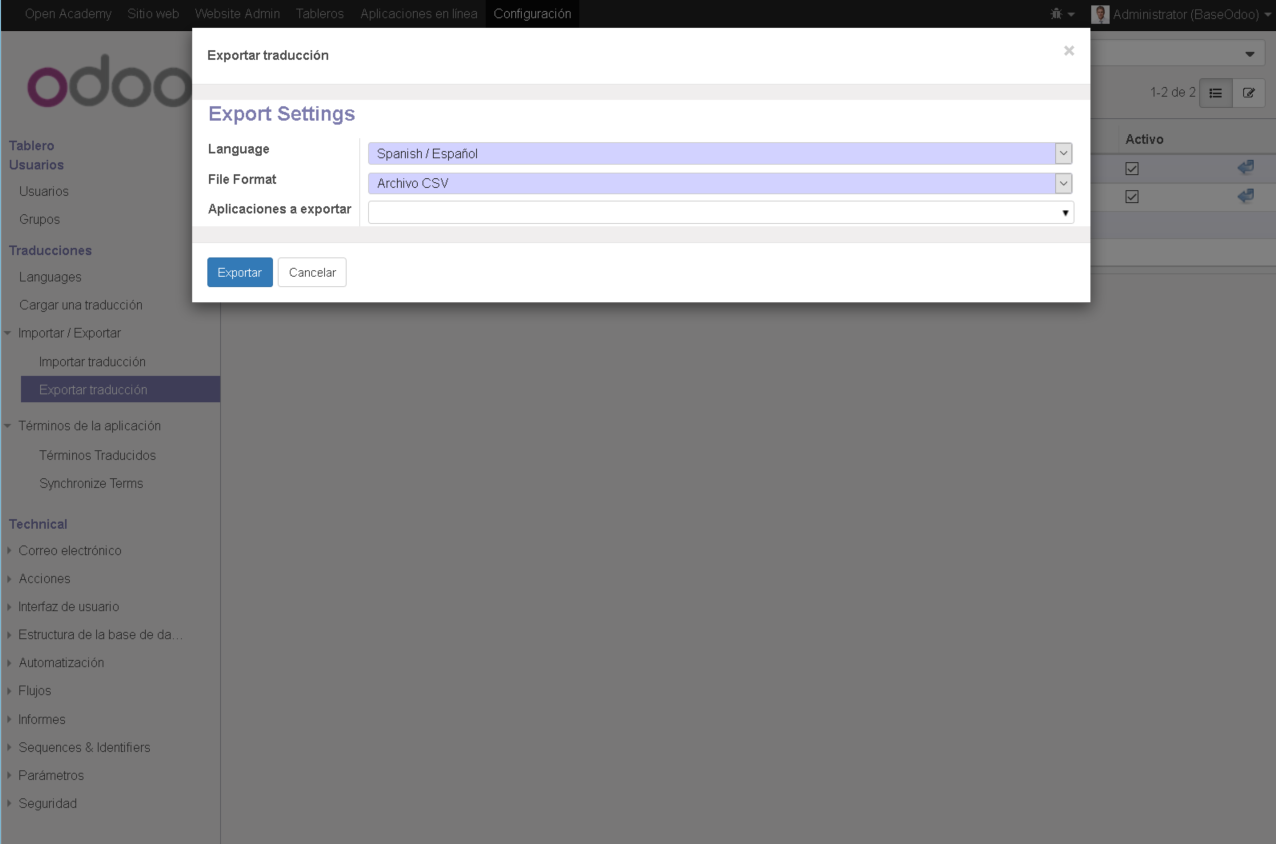 Open Academy Sitio web Website Admin Tableros Aplicaciones en línea Configuración Administrator (BaseOdoo)
odoo
Exportar traducción ×
1-2 de 2
Export Settings
Language Spanish / Español
File Format Archivo CSV
Aplicaciones a exportar
Exportar Cancelar
Activo
Tablero
Usuarios
Usuarios
Grupos
Traducciones
Languages
Cargar una traducción
Importar / Exportar
Importar traducción
Exportar traducción
Términos de la aplicación
Términos Traducidos
Synchronize Terms
Technical
Correo electrónico
Acciones
Interfaz de usuario
Estructura de la base de da...
Automatización
Flujos
Informes
Sequences & Identifiers
Parámetros
Seguridad